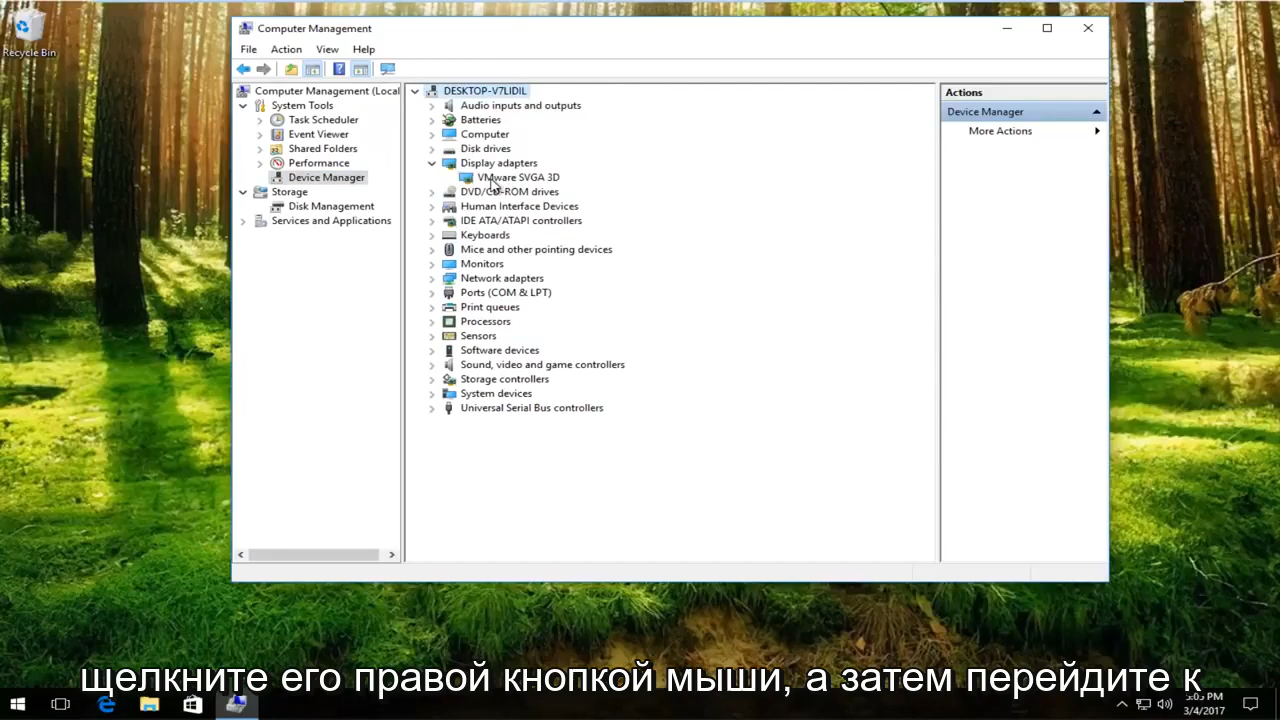 Recycle Bin
Computer Management
File Action View Help
Computer Management (Local
System Tools
Task Scheduler
Event Viewer
Shared Folders
Performance
Device Manager
Storage
Disk Management
Services and Applications
DESKTOP-V7LIDIL
Audio inputs and outputs
Batteries
Computer
Disk drives
Display adapters
VMware SVGA 3D
DVD/CD-ROM drives
Human Interface Devices
IDE ATA/ATAPI controllers
Keyboards
Mice and other pointing devices
Monitors
Network adapters
Ports (COM & LPT)
Print queues
Processors
Sensors
Software devices
Sound, video and game controllers
Storage controllers
System devices
Universal Serial Bus controllers
Actions
Device Manager
More Actions
щелкните его правой кнопкой мыши, а затем перейдите к
5:05 PM
3/4/2017